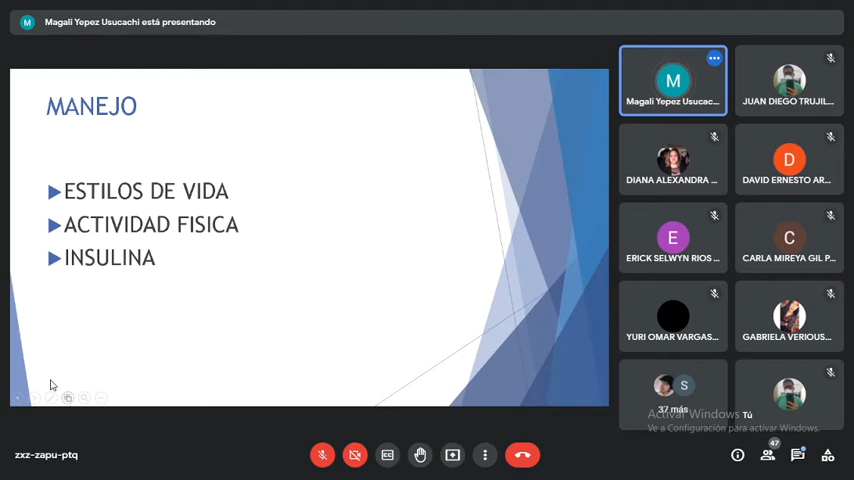 M
Magali Yepez Usucachi está presentando
MANEJO
ESTILOS DE VIDA
ACTIVIDAD FISICA
INSULINA
M
Magali Yepez Usucac...
JUAN DIEGO TRUJIL...
DIANA ALEXANDRA ...
D
DAVID ERNESTO AR...
E
ERICK SELWYN RIOS ...
C
CARLA MIREYA GIL P...
YURI OMAR VARGAS...
GABRIELA VERIOUS...
S
37 más
Tú
Activar Windows
Ve a Configuración para activar Windows.
zxz-zapu-ptq
CC
47